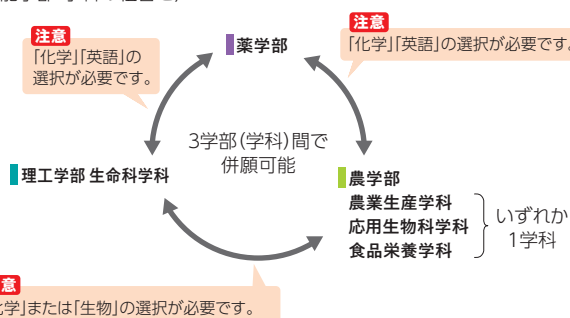 注意
「化学」「英語」の
選択が必要です。
薬学部
注意
「化学」「英語」の選択が必要です。
3学部(学科)間で
併願可能
理工学部 生命科学科
農学部
農業生産学科
応用生物科学科
食品栄養学科
いずれか
1学科
意
学」または「生物」の選択が必要です。